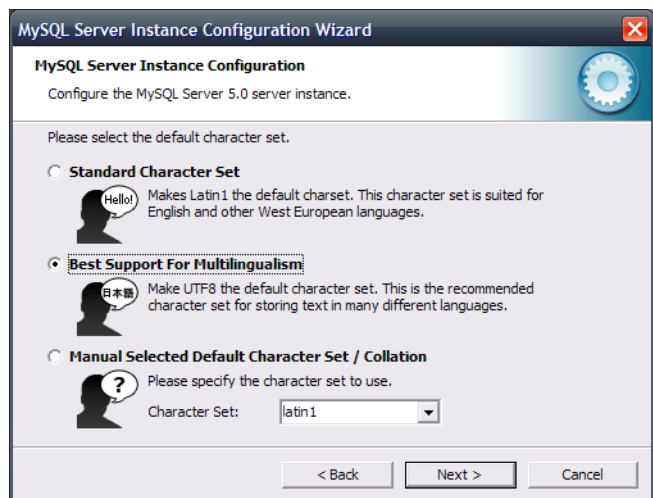 MySQL Server Instance Configuration Wizard
MySQL Server Instance Configuration
Configure the MySQL Server 5.0 server instance.
Please select the default character set.
Standard Character Set
Hello!
Makes Latin1 the default charset. This character set is suited for
English and other West European languages.
Best Support For Multilingualism
日本語
Make UTF8 the default character set. This is the recommended
character set for storing text in many different languages.
Manual Selected Default Character Set / Collation
?
Please specify the character set to use.
Character Set: latin1
< Back Next > Cancel